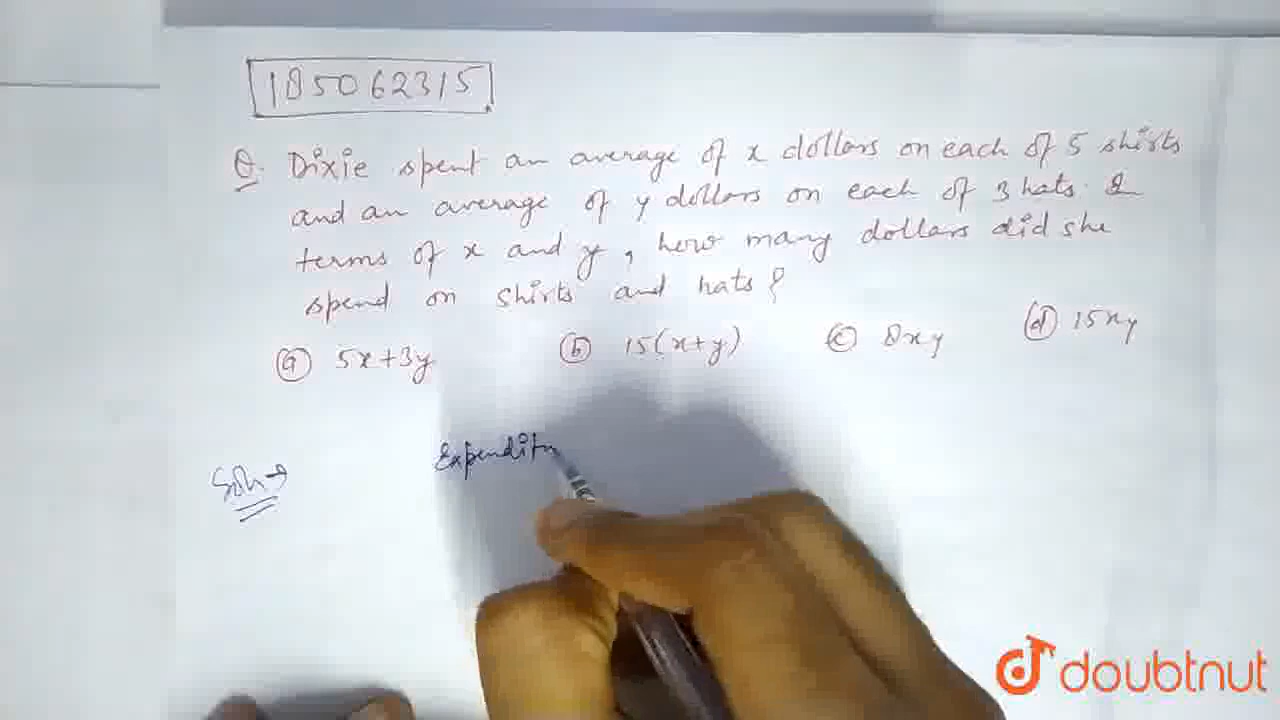 185062315
Q. Dixie spent an average of x dollars on each of 5 shirts
and an average of y dollars on each of 3 hats. In
terms of x and y, how many dollars did she
spend on shirts and hats?
(a) 5x+3y (b) 15(x+y) (c) 8xy (d) 15xy
Expenditu
Soln→
doubtnut